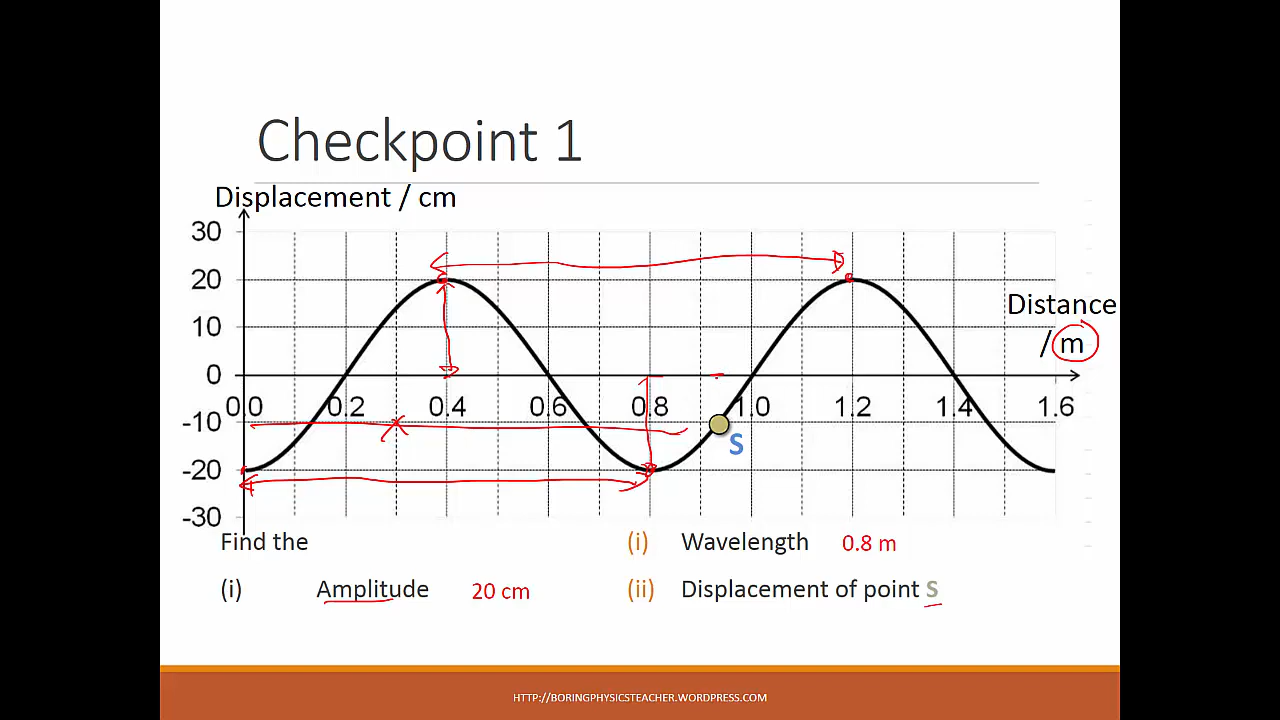 Checkpoint 1
Displacement / cm
30
20
10
0
-10
-20
-30
0.0 0.2 0.4 0.6 0.8 1.0 1.2 1.4 1.6
Distance
/ m
S
Find the
(i) Amplitude 20 cm
(i) Wavelength 0.8 m
(ii) Displacement of point S
HTTP://BORINGPHYSICSTEACHER.WORDPRESS.COM